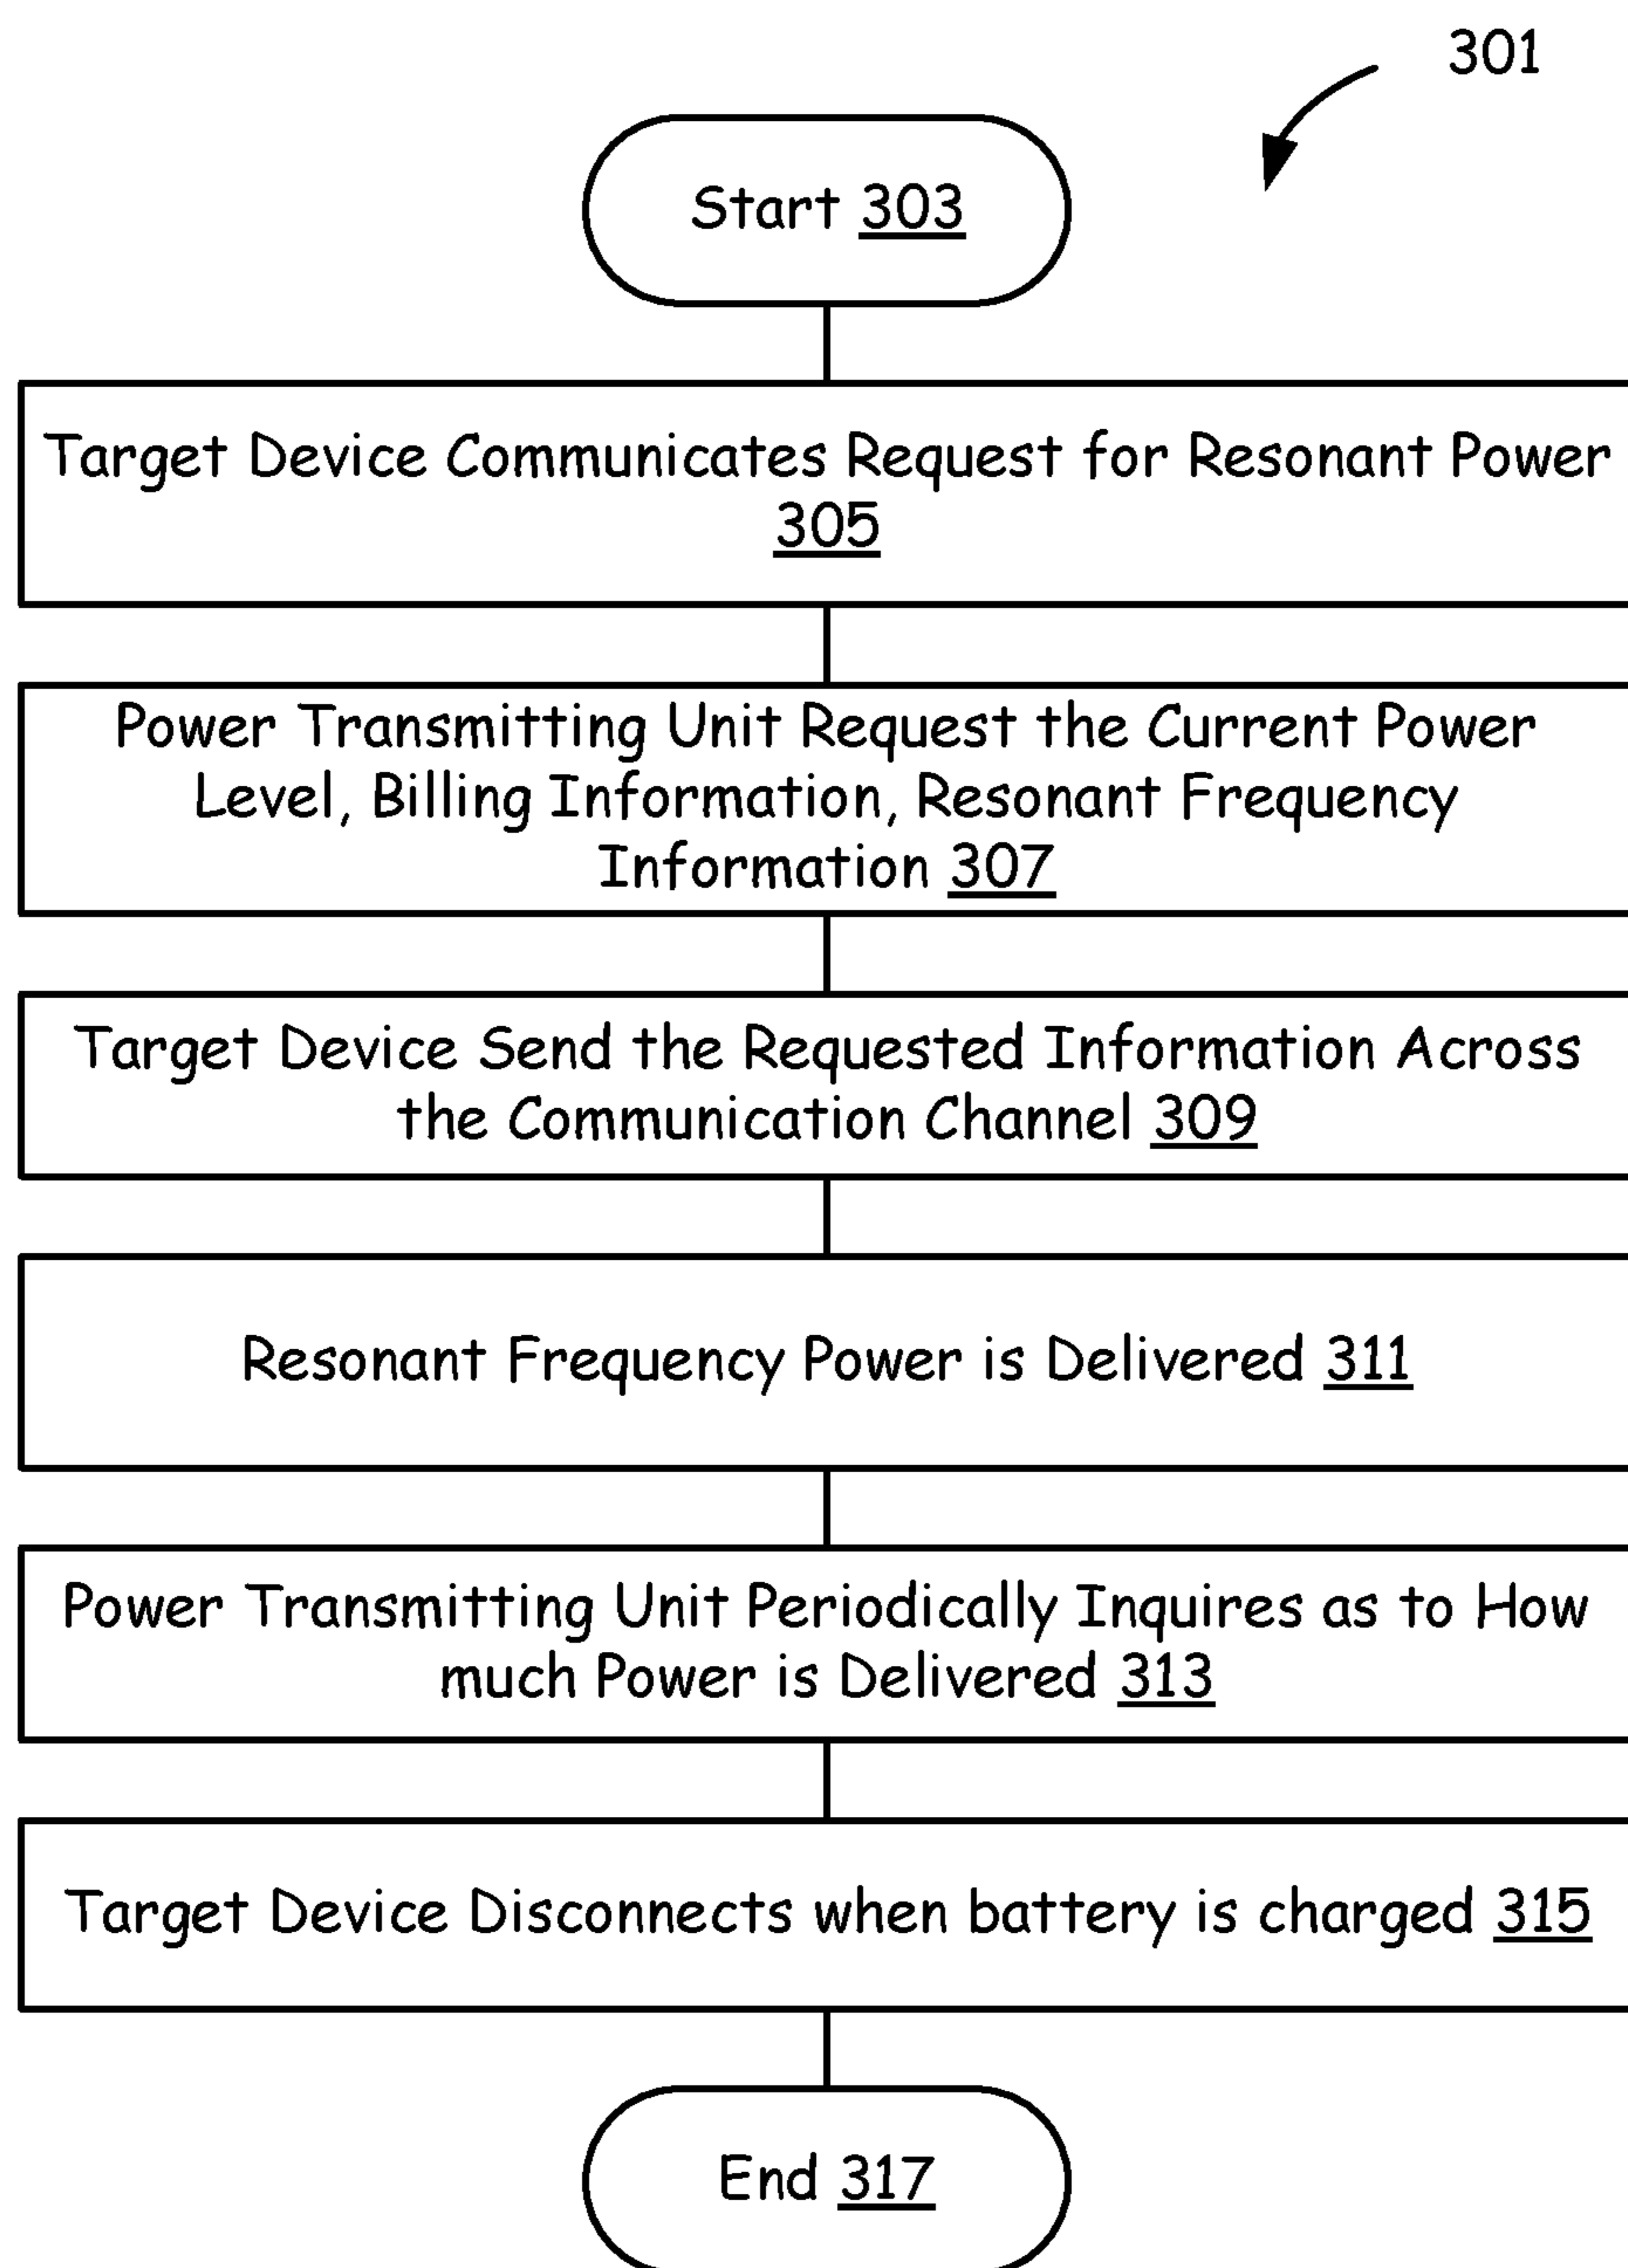 301
Start 303
Target Device Communicates Request for Resonant Power
305
Power Transmitting Unit Request the Current Power
Level, Billing Information, Resonant Frequency
Information 307
Target Device Send the Requested Information Across
the Communication Channel 309
Resonant Frequency Power is Delivered 311
Power Transmitting Unit Periodically Inquires as to How
much Power is Delivered 313
Target Device Disconnects when battery is charged 315
End 317